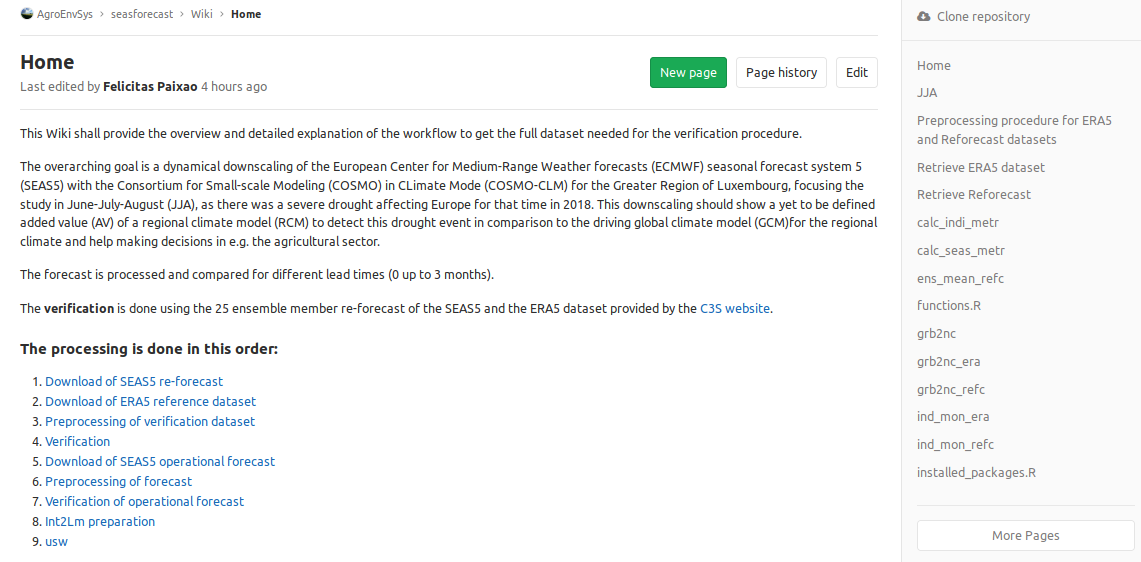 AgroEnvSys › seasforecast › Wiki › Home
Home
Last edited by Felicitas Paixao 4 hours ago
New page
Page history
Edit
This Wiki shall provide the overview and detailed explanation of the workflow to get the full dataset needed for the verification procedure.
The overarching goal is a dynamical downscaling of the European Center for Medium-Range Weather forecasts (ECMWF) seasonal forecast system 5
(SEAS5) with the Consortium for Small-scale Modeling (COSMO) in CLimate Mode (COSMO-CLM) for the Greater Region of Luxembourg, focusing the
study in June-July-August (JJA), as there was a severe drought affecting Europe for that time in 2018. This downscaling should show a yet to be defined
added value (AV) of a regional climate model (RCM) to detect this drought event in comparison to the driving global climate model (GCM)for the regional
climate and help making decisions in e.g. the agricultural sector.
The forecast is processed and compared for different lead times (0 up to 3 months).
The verification is done using the 25 ensemble member re-forecast of the SEAS5 and the ERA5 dataset provided by the C3S website.
The processing is done in this order:
1. Download of SEAS5 re-forecast
2. Download of ERA5 reference dataset
3. Preprocessing of verification dataset
4. Verification
5. Download of SEAS5 operational forecast
6. Preprocessing of forecast
7. Verification of operational forecast
8. Int2Lm preparation
9. usw
Clone repository
Home
JJA
Preprocessing procedure for ERA5
and Reforecast datasets
Retrieve ERA5 dataset
Retrieve Reforecast
calc_indi_metr
calc_seas_metr
ens_mean_refc
functions.R
grb2nc
grb2nc_era
grb2nc_refc
ind_mon_era
ind_mon_refc
installed_packages.R
More Pages